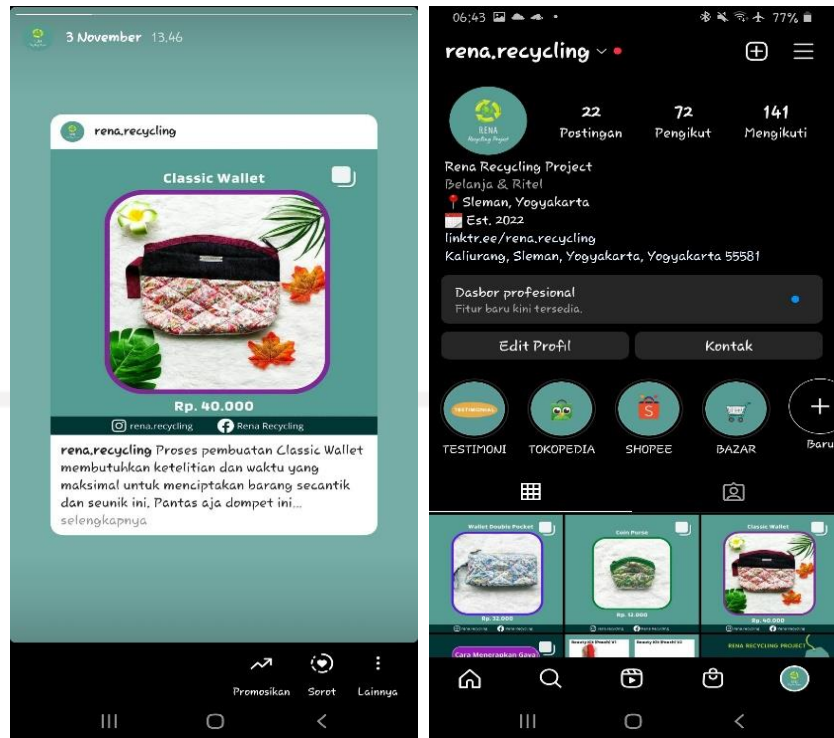 3 November 13.46
rena.recycling
Classic Wallet
Rp. 40.000
rena.recycling Rena Recycling
rena.recycling Proses pembuatan Classic Wallet
membutuhkan ketelitian dan waktu yang
maksimal untuk menciptakan barang secantik
dan seunik ini. Pantas aja dompet ini...
selengkapnya
Promosikan Sorot Lainnya
06:43 77%
rena.recycling
RENA
Recycling Project
22 72 141
Postingan Pengikut Mengikuti
Rena Recycling Project
Belanja & Ritel
Sleman, Yogyakarta
Est. 2022
linktr.ee/rena.recycling
Kaliurang, Sleman, Yogyakarta, Yogyakarta 55581
Dasbor profesional
Fitur baru kini tersedia.
Edit Profil Kontak
TESTIMONI TOKOPEDIA SHOPEE BAZAR Baru
Wallet Double Pocket Coin Purse Classic Wallet
Rp. 32.000 Rp. 12.000 Rp. 40.000
Cara Menerapkan Gaya RENA RECYCLING PROJECT